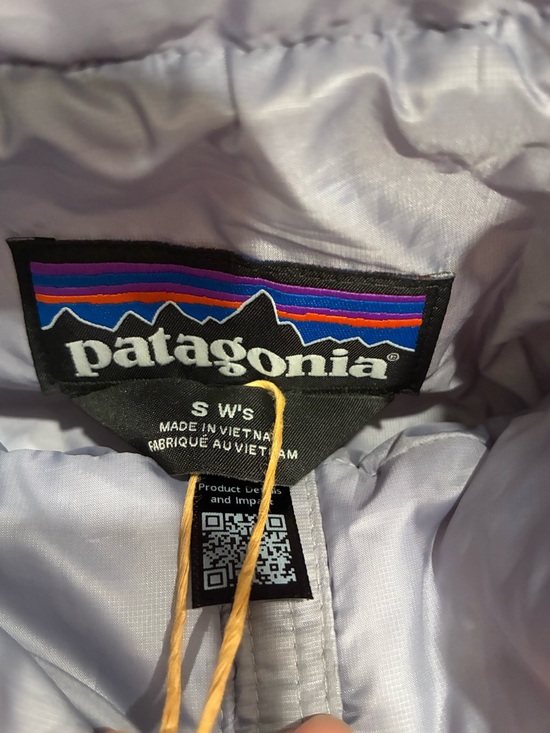 patagonia®
S W's
MADE IN VIETNAM
FABRIQUÉ AU VIETNAM
Product Details
and Impact